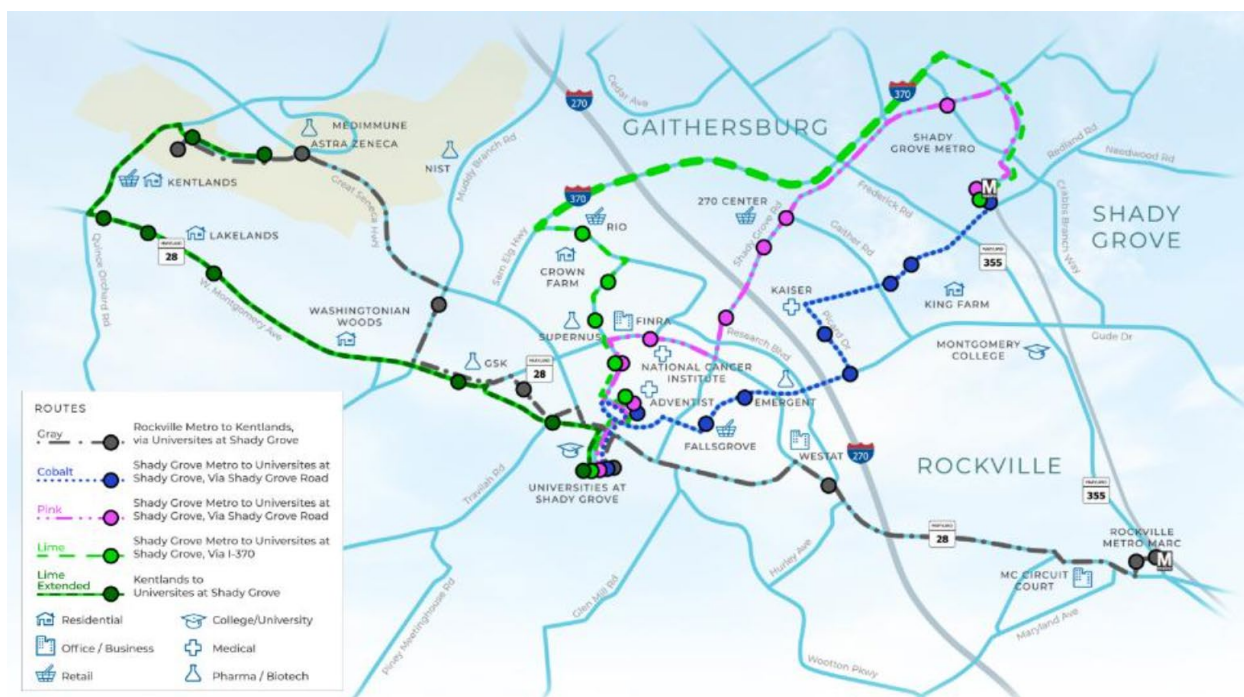 270
Cedar Ave
370
GAITHERSBURG
MEDIMMUNE
ASTRA ZENECA
NIST
Muddy Branch Rd
SHADY
GROVE METRO
Redland Rd
Needwood Rd
KENTLANDS
Great Seneca Hwy
370
RIO
270 CENTER
Frederick Rd
Crabbs Branch Way
M
SHADY
GROVE
LAKELANDS
MARYLAND
28
Quince Orchard Rd
Sam Eig Hwy
CROWN
FARM
Shady Grove Rd
Gaither Rd
MARYLAND
355
KAISER
KING FARM
W. Montgomery Ave
WASHINGTONIAN
WOODS
SUPERNUS
FINRA
Research Blvd
Picard Dr
MONTGOMERY
COLLEGE
Gude Dr
GSK
MARYLAND
28
NATIONAL CANCER
INSTITUTE
ADVENTIST
EMERGENT
FALLSGROVE
WESTAT
270
ROCKVILLE
UNIVERSITIES AT
SHADY GROVE
Travilah Rd
MARYLAND
355
MARYLAND
28
ROCKVILLE
METRO MARC
M
Hurley Ave
MC CIRCUIT
COURT
Maryland Ave
Glen Mill Rd
Piney Meetinghouse Rd
Wootton Pkwy
ROUTES
Gray
Rockville Metro to Kentlands,
via Universites at Shady Grove
Cobalt
Shady Grove Metro to Universites at
Shady Grove, Via Shady Grove Road
Pink
Shady Grove Metro to Universites at
Shady Grove, Via Shady Grove Road
Lime
Shady Grove Metro to Universites at
Shady Grove, Via I-370
Lime
Extended
Kentlands to
Universites at Shady Grove
Residential
College/University
Office / Business
Medical
Retail
Pharma / Biotech